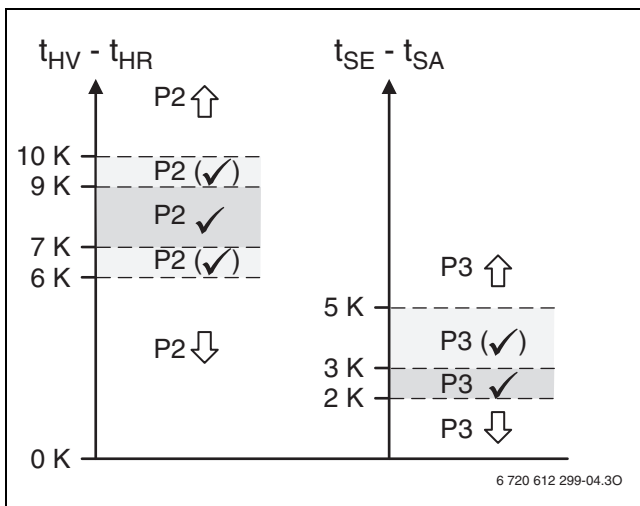 t_HV - t_HR
P2 ⇧
10 K
P2 (✓)
9 K
P2 ✓
7 K
P2 (✓)
6 K
P2 ⇩
0 K
t_SE - t_SA
P3 ⇧
5 K
P3 (✓)
3 K
P3 ✓
2 K
P3 ⇩
6 720 612 299-04.3O